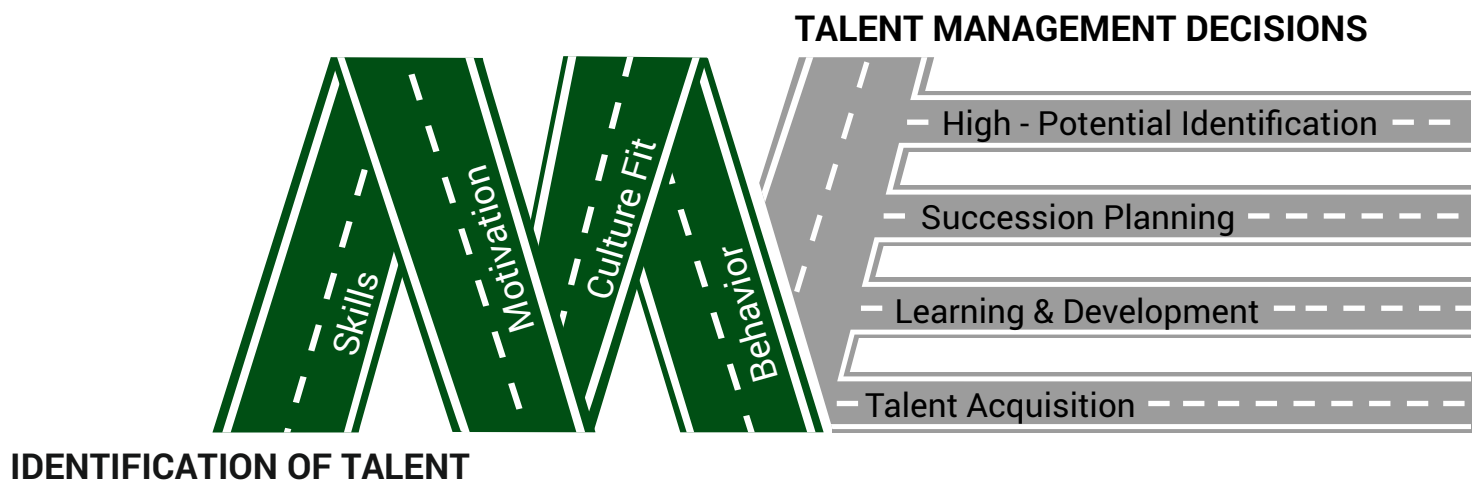 TALENT MANAGEMENT DECISIONS
High - Potential Identification
Succession Planning
Learning & Development
Talent Acquisition
Skills
Motivation
Culture Fit
Behavior
IDENTIFICATION OF TALENT